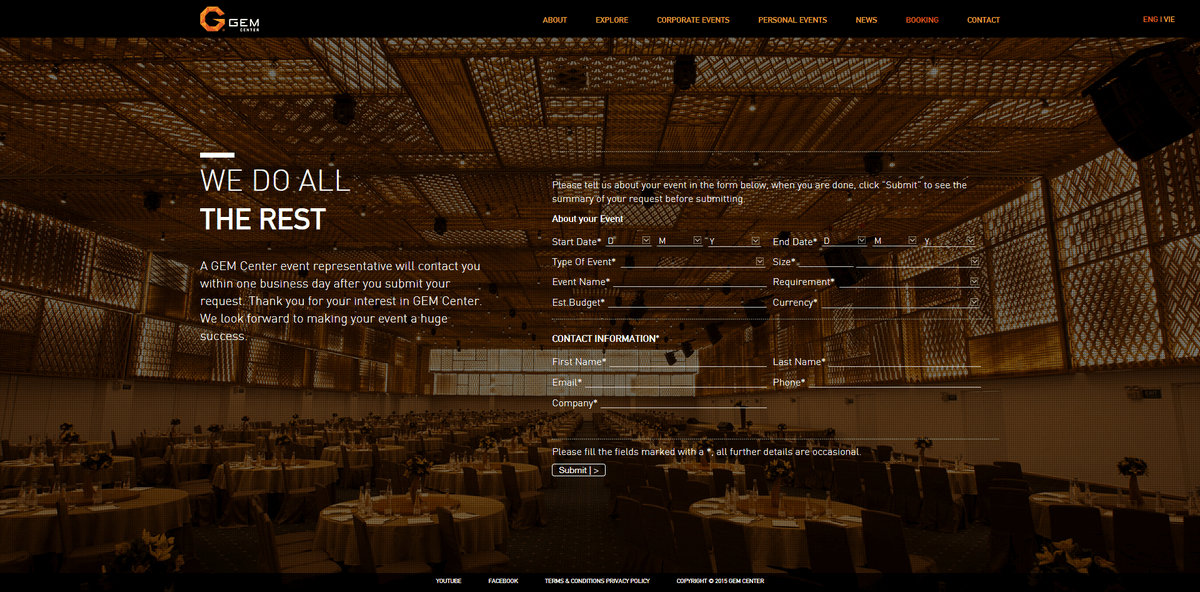 GEM
CENTER
ABOUT EXPLORE CORPORATE EVENTS PERSONAL EVENTS NEWS BOOKING CONTACT
ENG I VIE
WE DO ALL
THE REST
A GEM Center event representative will contact you
within one business day after you submit your
request. Thank you for your interest in GEM Center.
We look forward to making your event a huge
success.
Please tell us about your event in the form below, when you are done, click "Submit" to see the
summary of your request before submitting.
About your Event
Start Date* D M Y End Date* D M Y
Type Of Event* Size*
Event Name* Requirement*
Est.Budget* Currency*
CONTACT INFORMATION*
First Name* Last Name*
Email* Phone*
Company*
Please fill the fields marked with a *, all further details are occasional.
Submit | >
YOUTUBE FACEBOOK TERMS & CONDITIONS PRIVACY POLICY COPYRIGHT © 2015 GEM CENTER